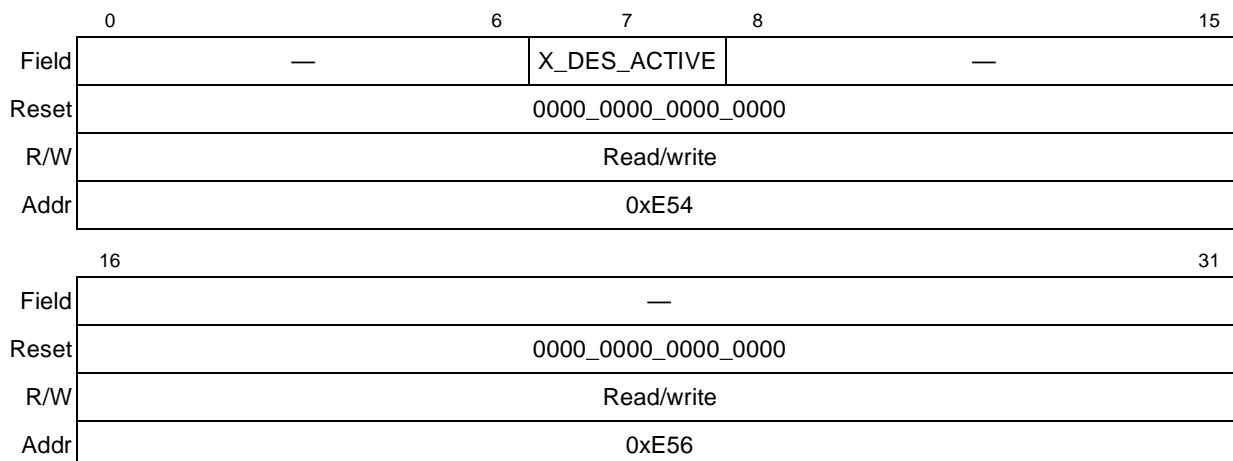 0 6 7 8 15
Field — X_DES_ACTIVE —
Reset 0000_0000_0000_0000
R/W Read/write
Addr 0xE54
16 31
Field —
Reset 0000_0000_0000_0000
R/W Read/write
Addr 0xE56